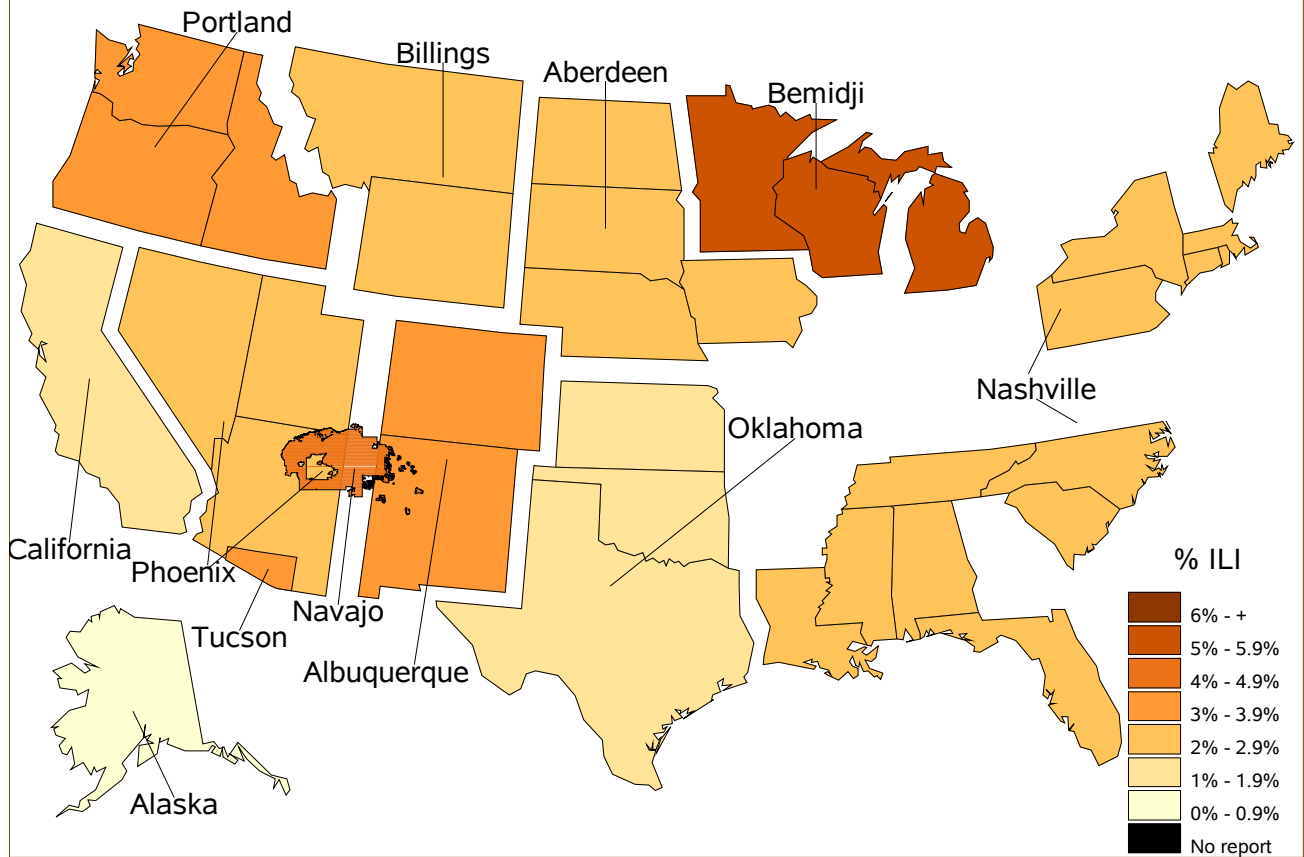 Portland
Billings
Aberdeen
Bemidji
Nashville
Oklahoma
California
Phoenix
Navajo
Tucson
Albuquerque
Alaska
% ILI
6% - +
5% - 5.9%
4% - 4.9%
3% - 3.9%
2% - 2.9%
1% - 1.9%
0% - 0.9%
No report